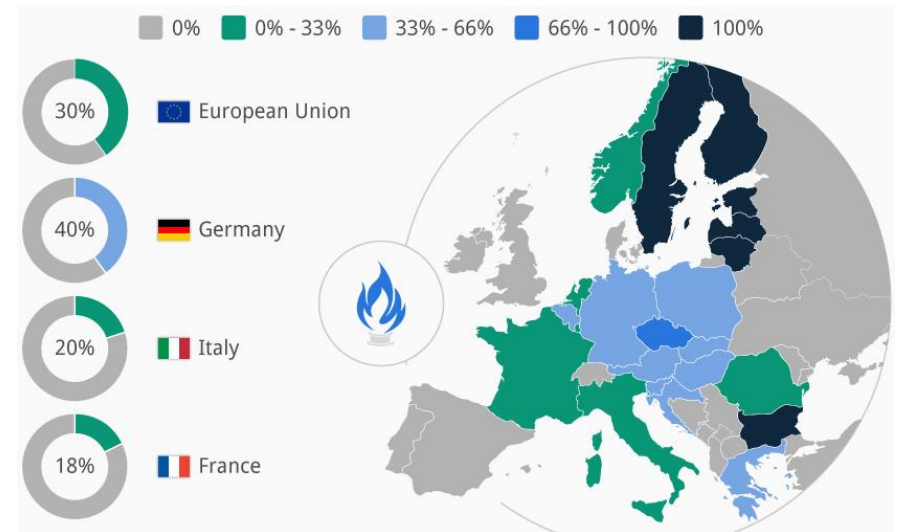 0% 0% - 33% 33% - 66% 66% - 100% 100%
30% European Union
40% Germany
20% Italy
18% France